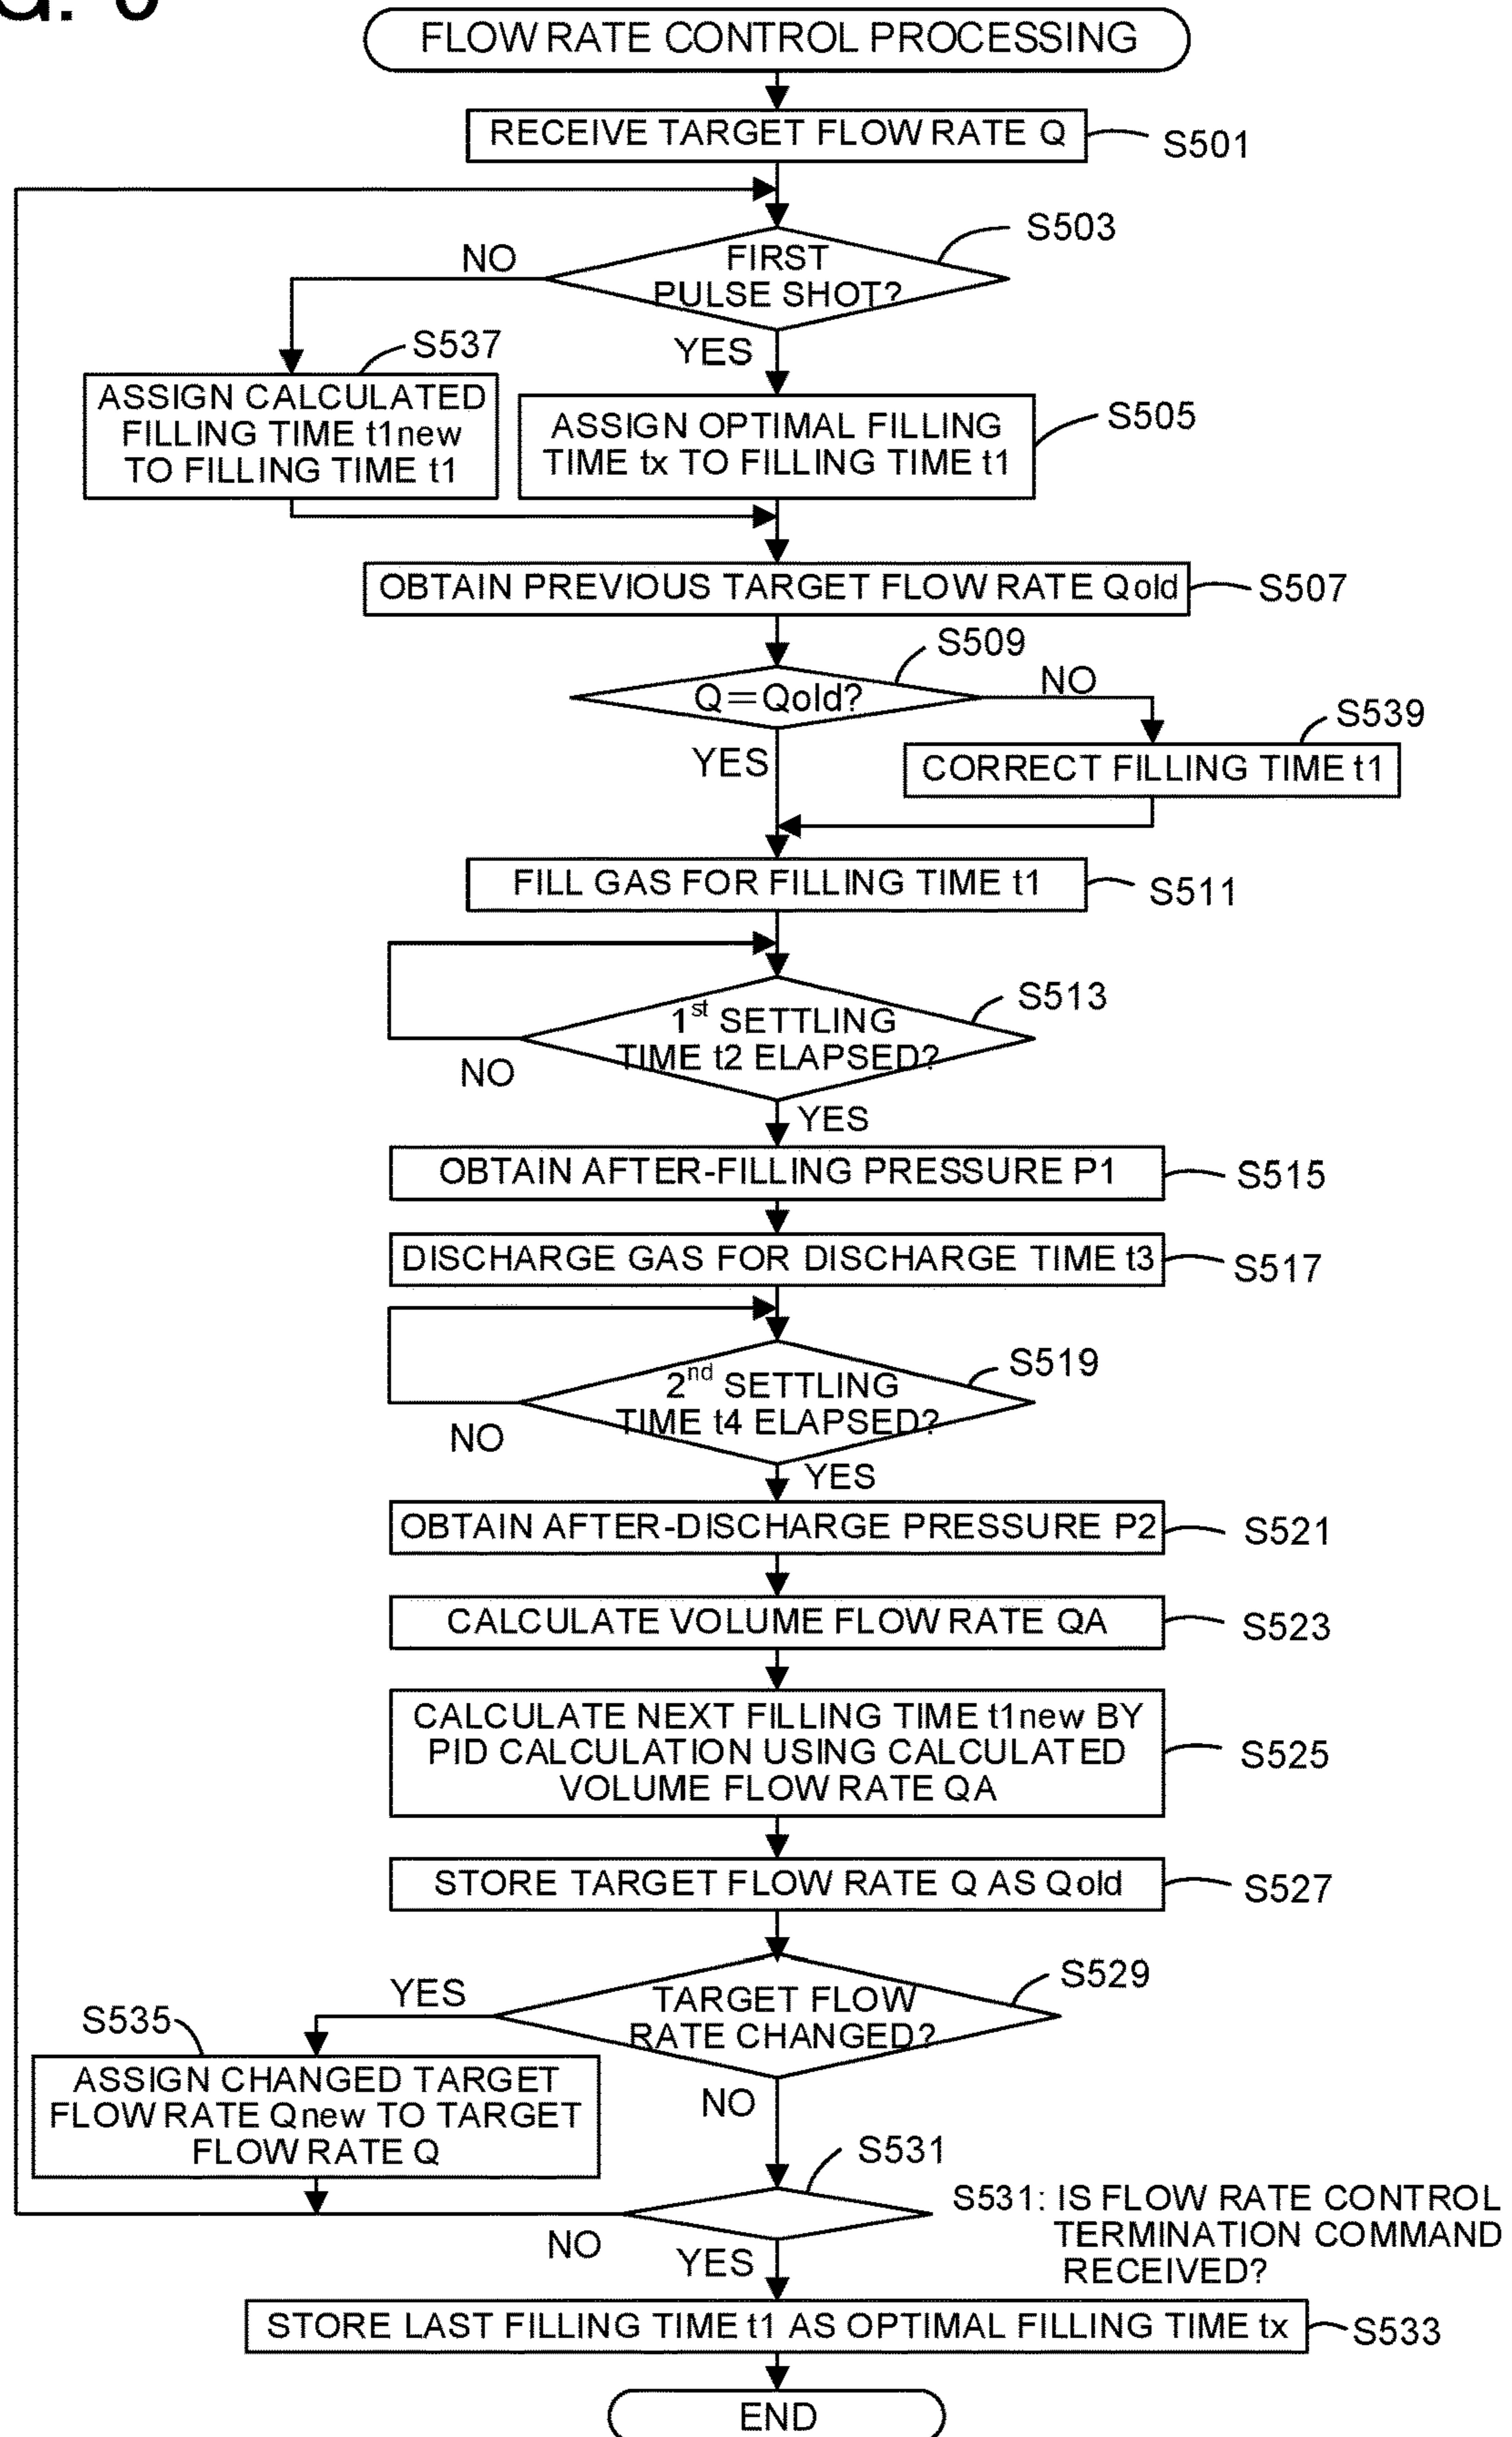 FLOW RATE CONTROL PROCESSING
RECEIVE TARGET FLOW RATE Q
S501
S503
NO
FIRST
PULSE SHOT?
YES
S537
ASSIGN CALCULATED
FILLING TIME t1new
TO FILLING TIME t1
ASSIGN OPTIMAL FILLING
TIME tx TO FILLING TIME t1
S505
OBTAIN PREVIOUS TARGET FLOW RATE Qold
S507
S509
Q=Qold?
NO
S539
YES
CORRECT FILLING TIME t1
FILL GAS FOR FILLING TIME t1
S511
S513
1st SETTLING
TIME t2 ELAPSED?
NO
YES
OBTAIN AFTER-FILLING PRESSURE P1
S515
DISCHARGE GAS FOR DISCHARGE TIME t3
S517
S519
2nd SETTLING
TIME t4 ELAPSED?
NO
YES
OBTAIN AFTER-DISCHARGE PRESSURE P2
S521
CALCULATE VOLUME FLOW RATE QA
S523
CALCULATE NEXT FILLING TIME t1new BY
PID CALCULATION USING CALCULATED
VOLUME FLOW RATE QA
S525
STORE TARGET FLOW RATE Q AS Qold
S527
S529
YES
TARGET FLOW
RATE CHANGED?
S535
ASSIGN CHANGED TARGET
FLOW RATE Qnew TO TARGET
FLOW RATE Q
NO
S531
S531: IS FLOW RATE CONTROL
TERMINATION COMMAND
RECEIVED?
NO
YES
STORE LAST FILLING TIME t1 AS OPTIMAL FILLING TIME tx
S533
END